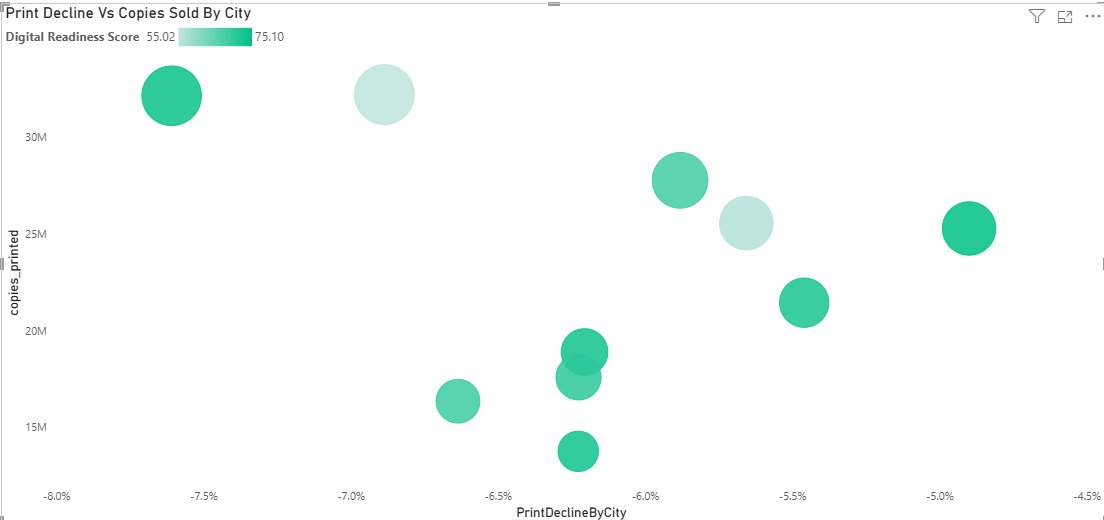 Print Decline Vs Copies Sold By City
Digital Readiness Score 55.02 75.10
30M
25M
20M
15M
copies_printed
-8.0% -7.5% -7.0% -6.5% -6.0% -5.5% -5.0% -4.5%
PrintDeclineByCity